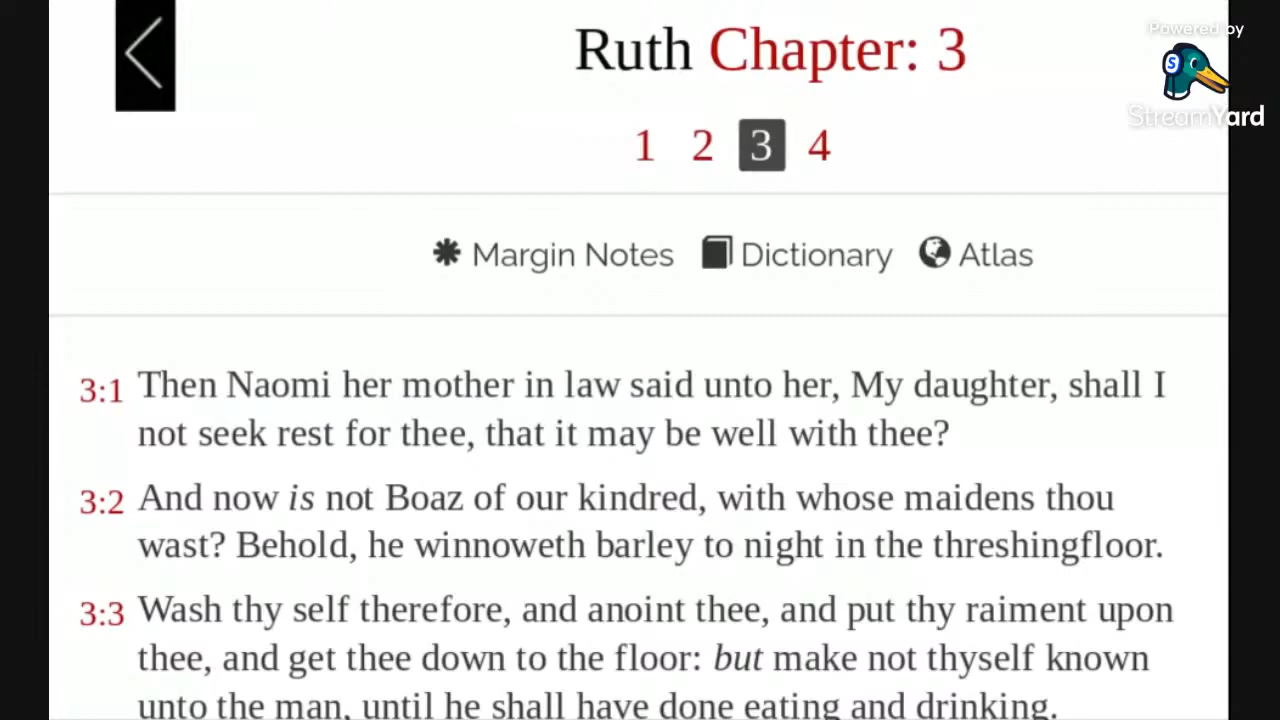 Ruth Chapter: 3
Powered by
S
StreamYard
1 2 3 4
Margin Notes Dictionary Atlas
3:1 Then Naomi her mother in law said unto her, My daughter, shall I
not seek rest for thee, that it may be well with thee?
3:2 And now is not Boaz of our kindred, with whose maidens thou
wast? Behold, he winnoweth barley to night in the threshingfloor.
3:3 Wash thy self therefore, and anoint thee, and put thy raiment upon
thee, and get thee down to the floor: but make not thyself known
unto the man, until he shall have done eating and drinking.